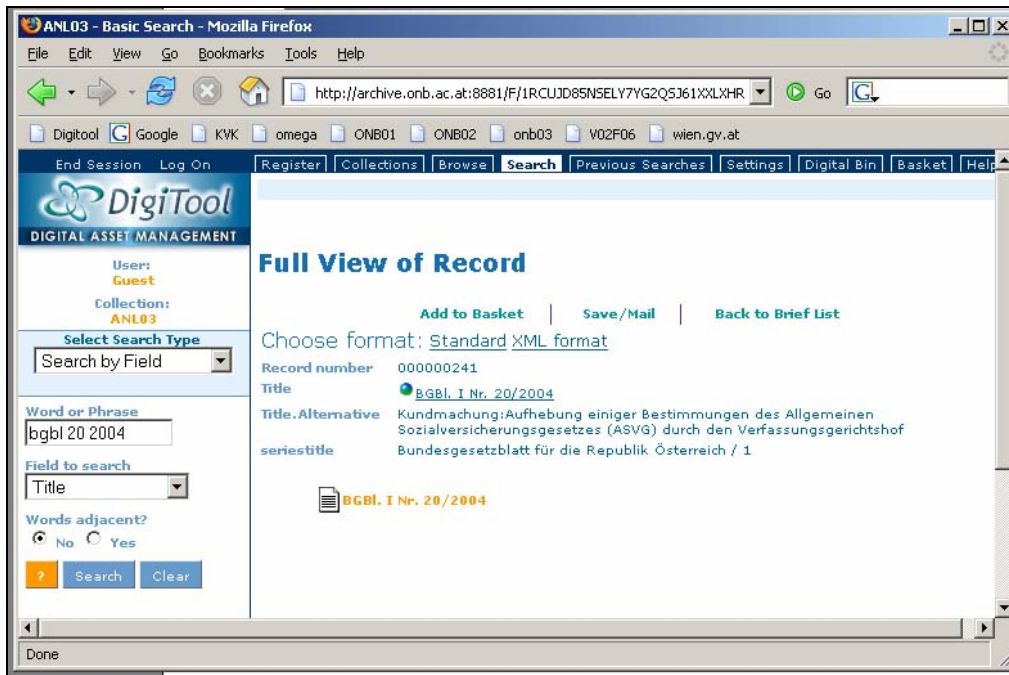 ANL03 - Basic Search - Mozilla Firefox
File Edit View Go Bookmarks Tools Help
http://archive.onb.ac.at:8881/F/1RCUJD85NSELY7YG2Q5J61XXLXHR Go G
Digitool Google KVK omega ONB01 ONB02 onb03 V02F06 wien.gv.at
End Session Log On Register Collections Browse Search Previous Searches Settings Digital Bin Basket Help
DigiTool
DIGITAL ASSET MANAGEMENT
User:
Guest
Collection:
ANL03
Select Search Type
Search by Field
Word or Phrase
bgbl 20 2004
Field to search
Title
Words adjacent?
No Yes
? Search Clear
Full View of Record
Add to Basket | Save/Mail | Back to Brief List
Choose format: Standard XML format
Record number 000000241
Title BGBl. I Nr. 20/2004
Title.Alternative Kundmachung:Aufhebung einiger Bestimmungen des Allgemeinen
Sozialversicherungsgesetzes (ASVG) durch den Verfassungsgerichtshof
seriestitle Bundesgesetzblatt für die Republik Österreich / 1
BGBl. I Nr. 20/2004
Done